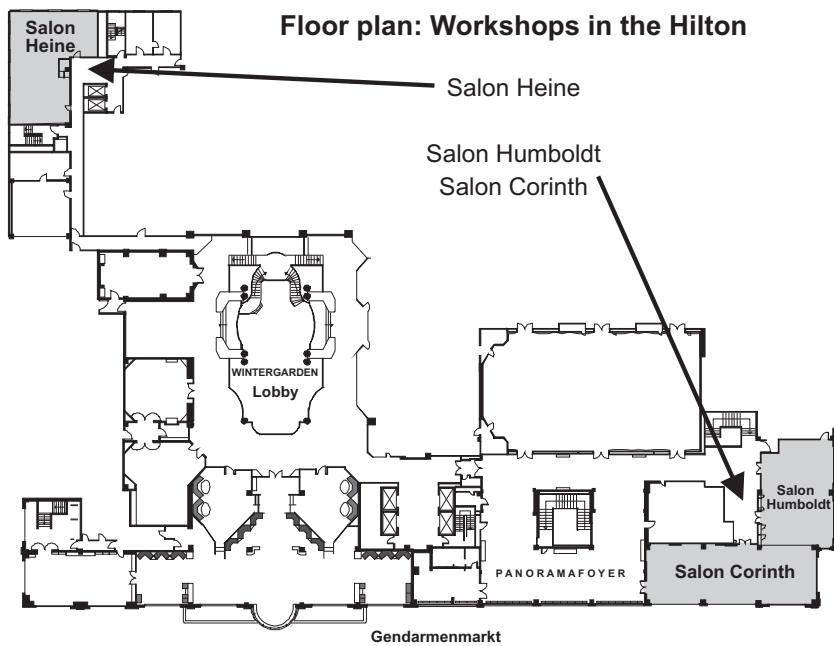 Floor plan: Workshops in the Hilton
Salon
Heine
Salon Heine
Salon Humboldt
Salon Corinth
WINTERGARDEN
Lobby
Salon
Humboldt
Salon Corinth
PANORAMAFOYER
Gendarmenmarkt